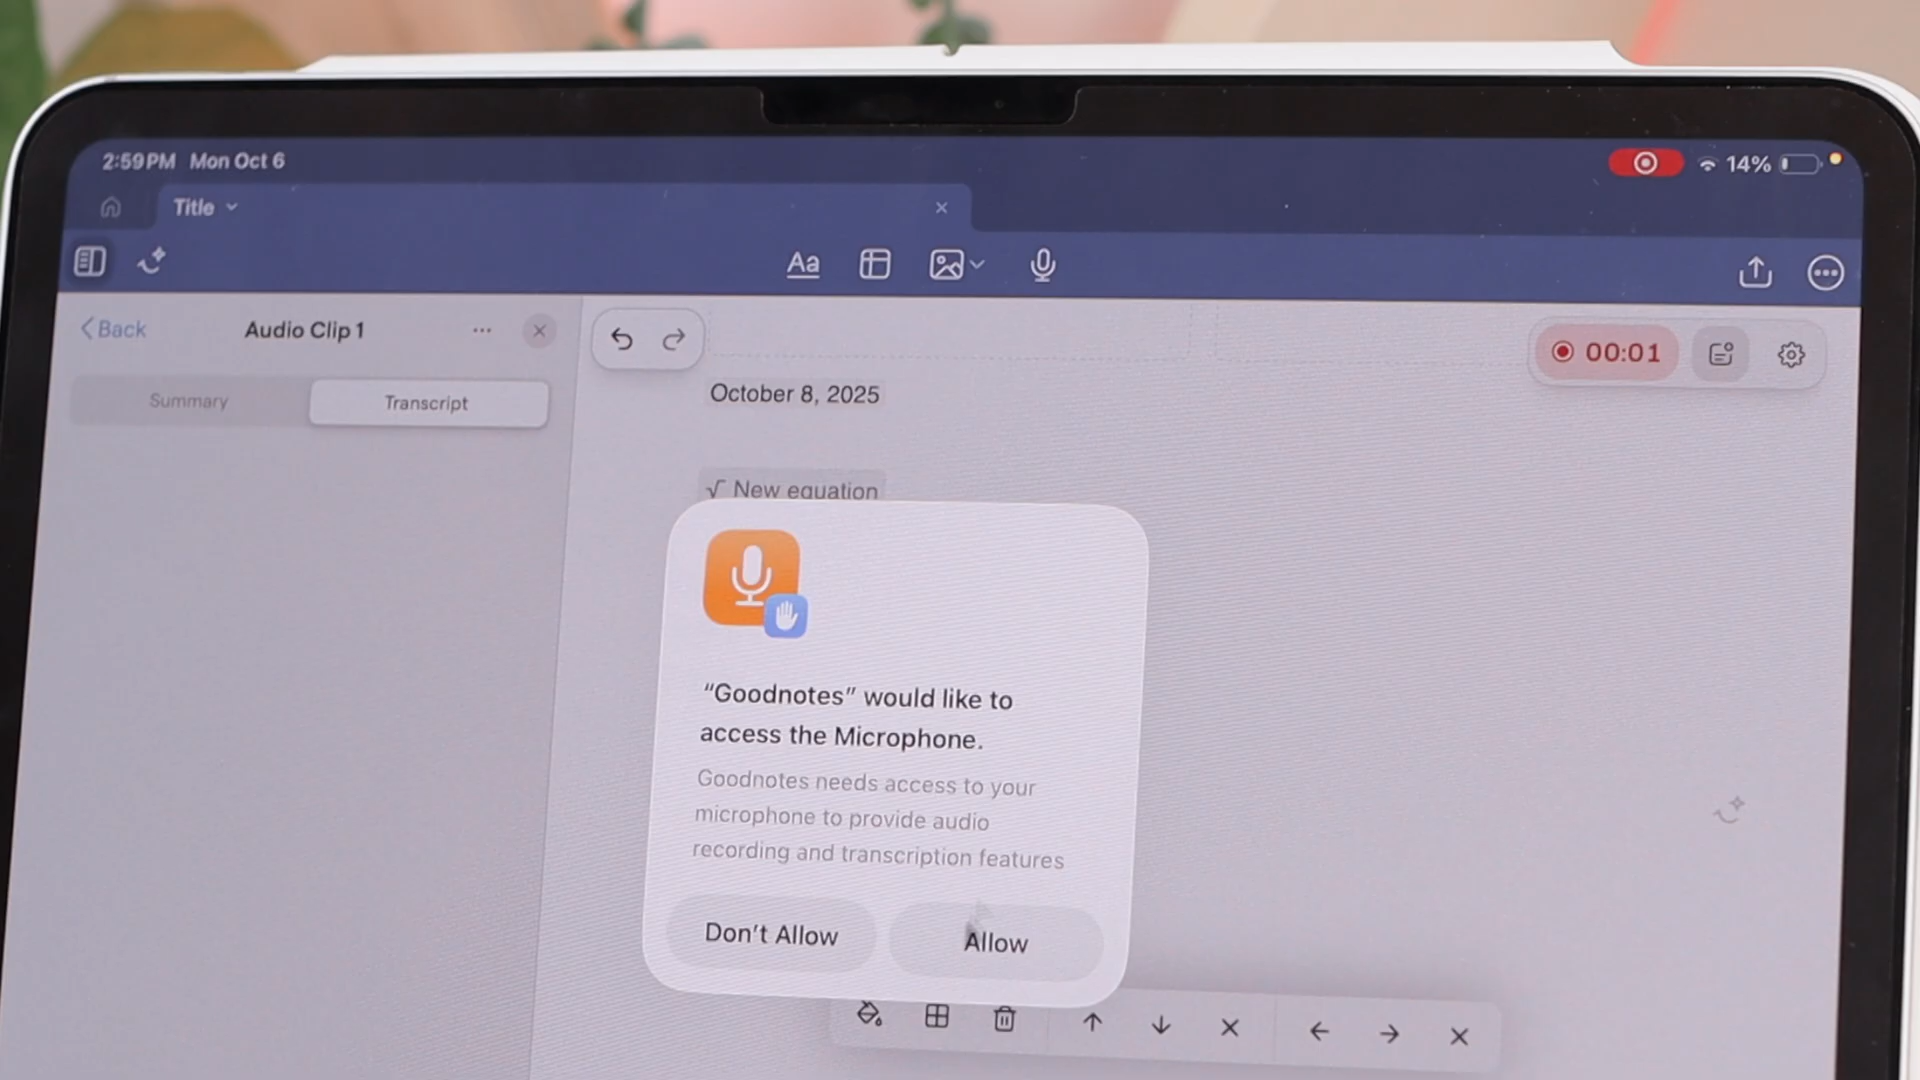 2:59 PM Mon Oct 6
14%
Title
Aa
Back
Audio Clip 1
00:01
Summary
Transcript
October 8, 2025
√ New equation
“Goodnotes” would like to
access the Microphone.
Goodnotes needs access to your
microphone to provide audio
recording and transcription features
Don’t Allow
Allow